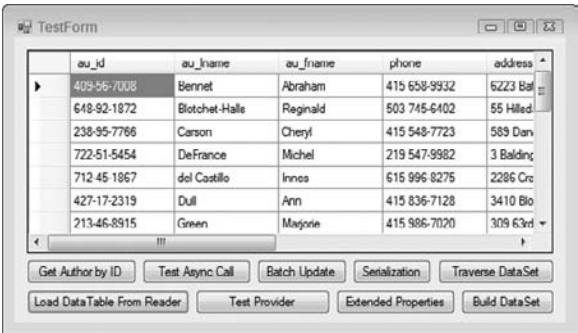 TestForm
au_id au_lname au_fname phone address
409-56-7008 Bennet Abraham 415 658-9932 6223 Bat
648-92-1872 Blotchet-Halls Reginald 503 745-6402 55 Hillsd
238-95-7766 Carson Cheryl 415 548-7723 589 Darv
722-51-5454 DeFrance Michel 219 547-9982 3 Balding
712-45-1867 del Castillo Innes 615 996-8275 2286 Cra
427-17-2319 Dull Ann 415 836-7128 3410 Blo
213-46-8915 Green Marjorie 415 986-7020 309 63rd
Get Author by ID Test Async Call Batch Update Serialization Traverse DataSet
Load DataTable From Reader Test Provider Extended Properties Build DataSet